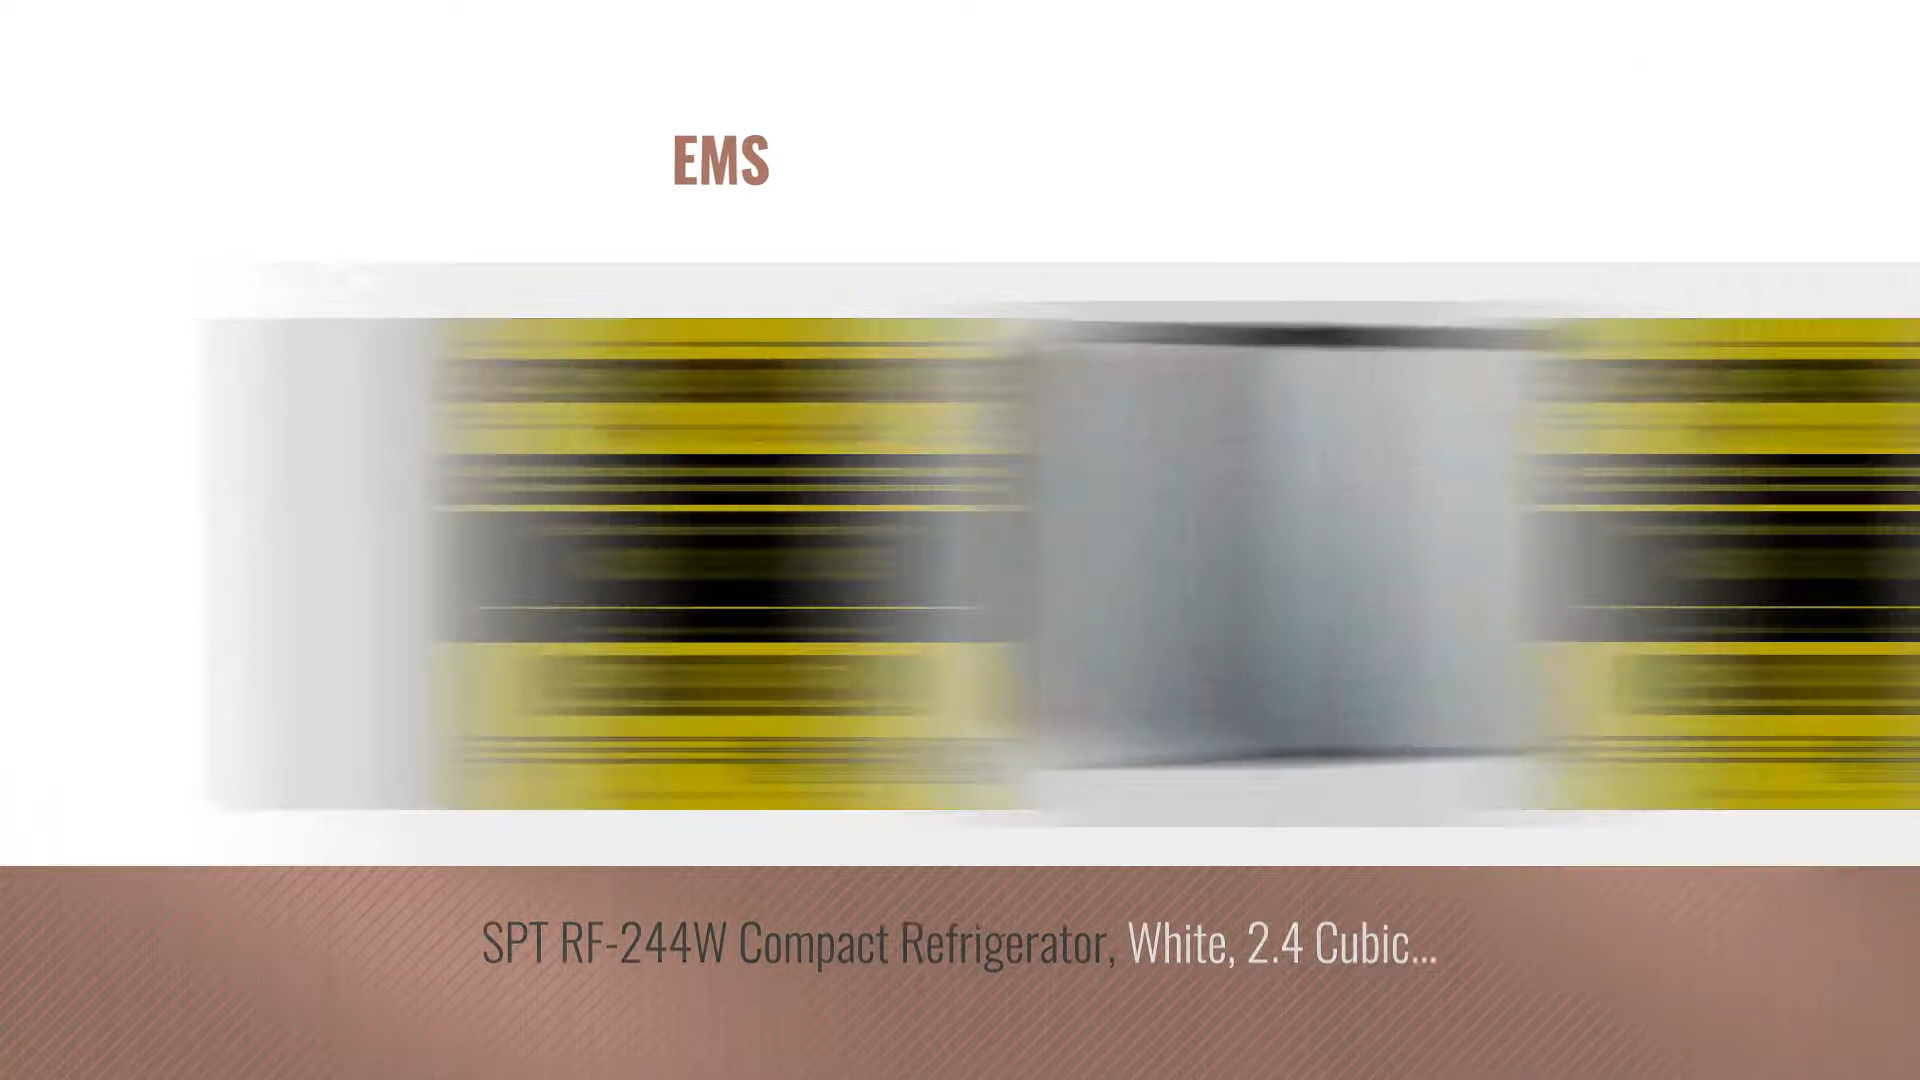 EMS
SPT RF-244W Compact Refrigerator, White, 2.4 Cubic...